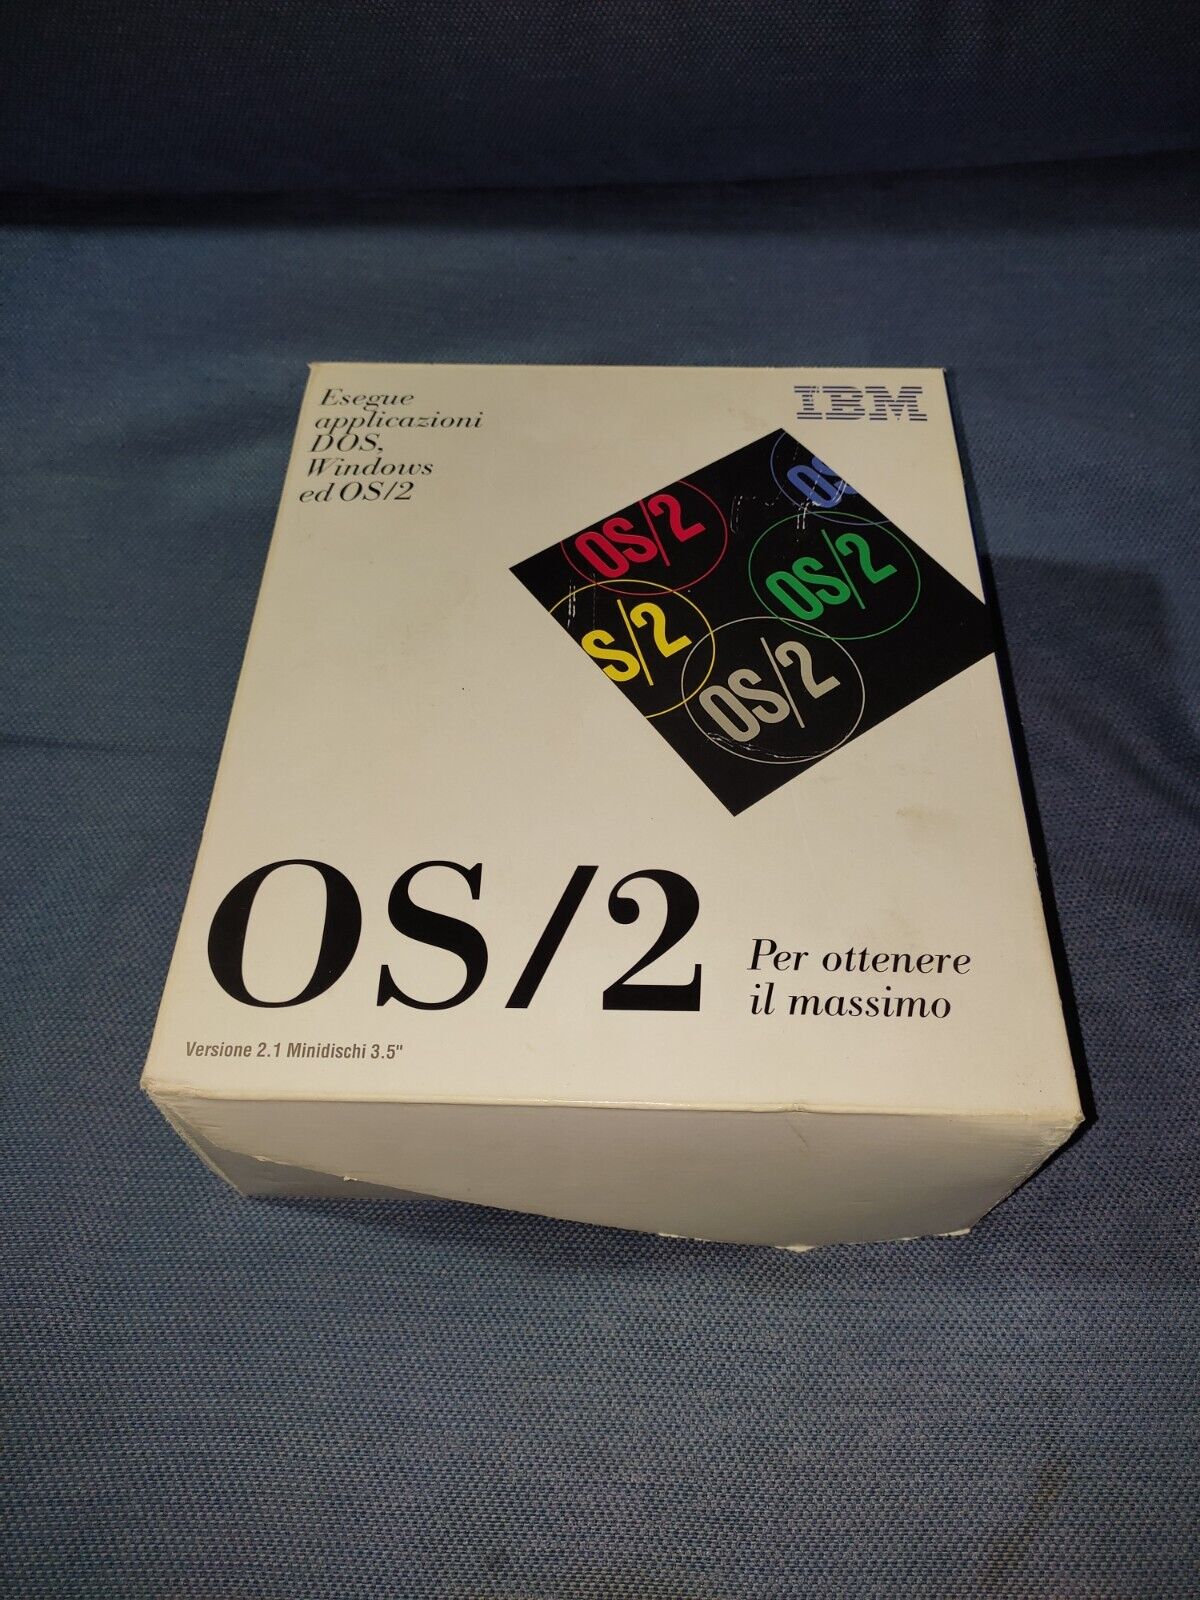 Esegue
applicazioni
DOS,
Windows
ed OS/2
IBM
OS
OS/2
OS/2
S/2
OS/2
OS/2
Per ottenere
il massimo
Versione 2.1 Minidischi 3.5"